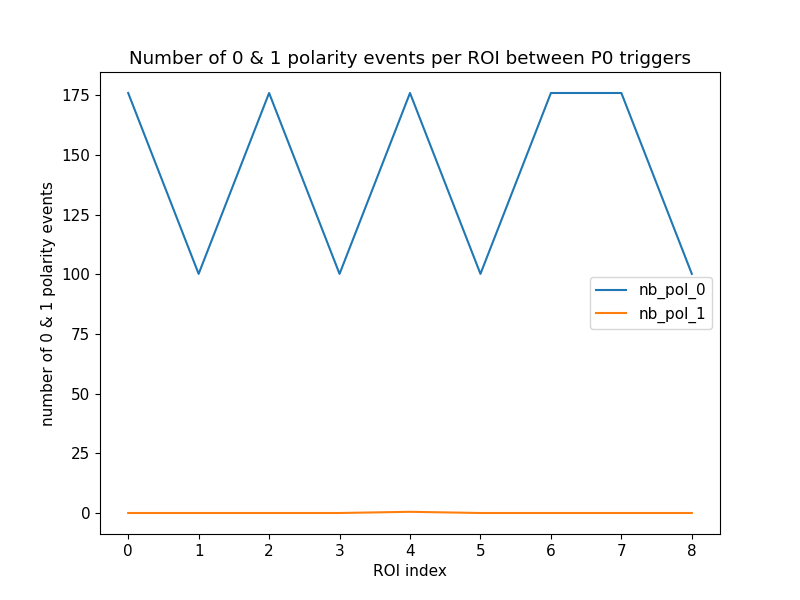 Number of 0 & 1 polarity events per ROI between P0 triggers
175
150
125
100
75
50
25
0
number of 0 & 1 polarity events
nb_pol_0
nb_pol_1
0 1 2 3 4 5 6 7 8
ROI index